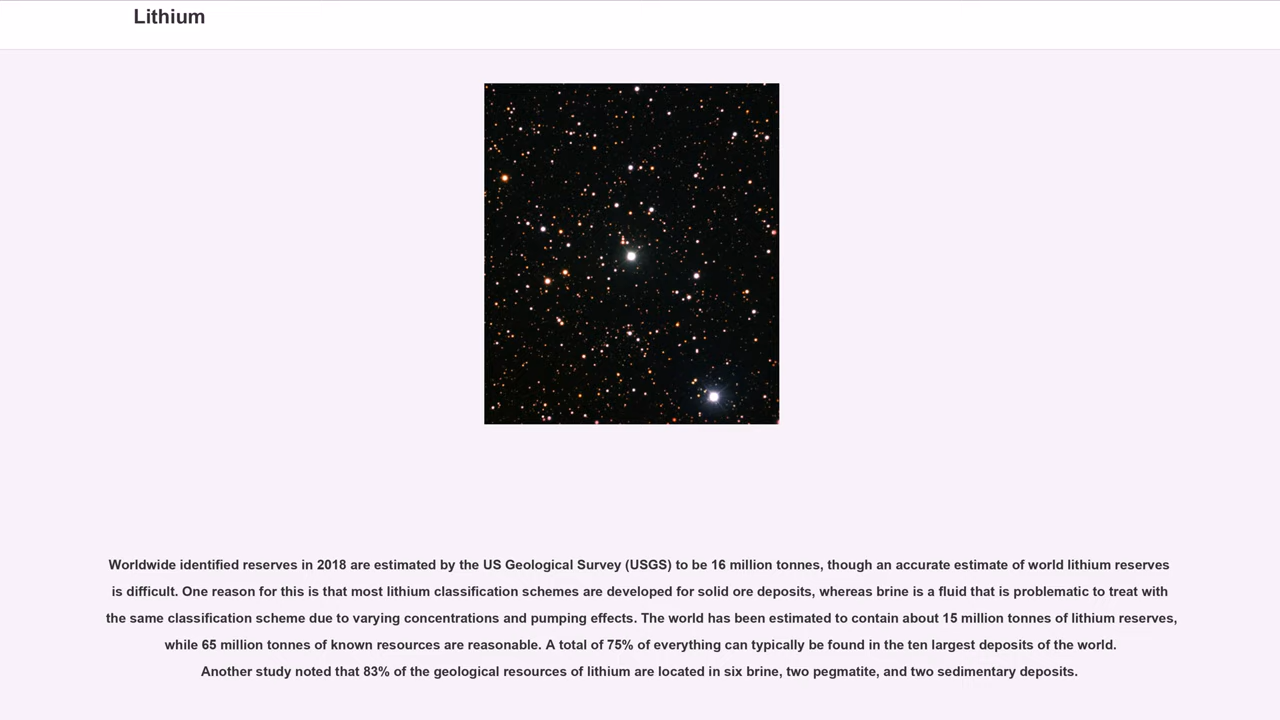 Lithium
Worldwide identified reserves in 2018 are estimated by the US Geological Survey (USGS) to be 16 million tonnes, though an accurate estimate of world lithium reserves
is difficult. One reason for this is that most lithium classification schemes are developed for solid ore deposits, whereas brine is a fluid that is problematic to treat with
the same classification scheme due to varying concentrations and pumping effects. The world has been estimated to contain about 15 million tonnes of lithium reserves,
while 65 million tonnes of known resources are reasonable. A total of 75% of everything can typically be found in the ten largest deposits of the world.
Another study noted that 83% of the geological resources of lithium are located in six brine, two pegmatite, and two sedimentary deposits.